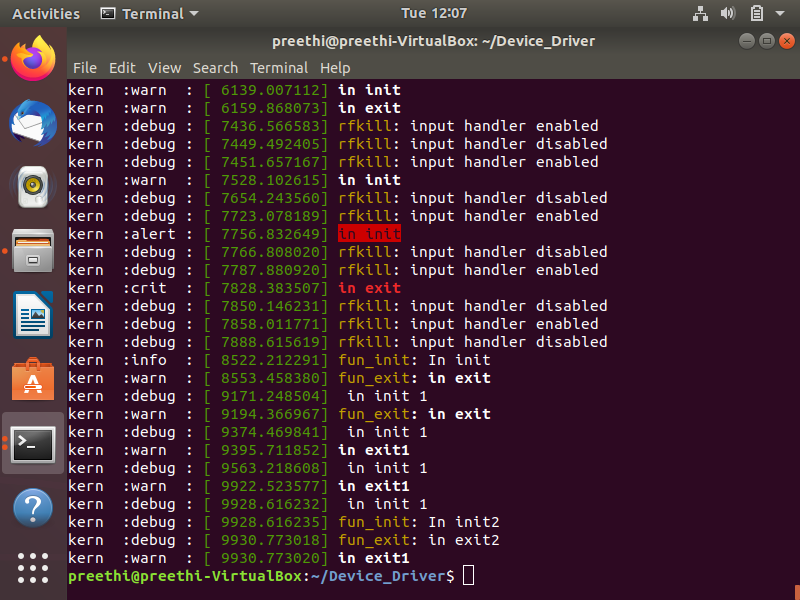 Activities Terminal Tue 12:07
preethi@preethi-VirtualBox: ~/Device_Driver
File Edit View Search Terminal Help
kern  :warn  : [ 6139.007112] in init
kern  :warn  : [ 6159.868073] in exit
kern  :debug : [ 7436.566583] rfkill: input handler enabled
kern  :debug : [ 7449.492405] rfkill: input handler disabled
kern  :debug : [ 7451.657167] rfkill: input handler enabled
kern  :warn  : [ 7528.102615] in init
kern  :debug : [ 7654.243560] rfkill: input handler disabled
kern  :debug : [ 7723.078189] rfkill: input handler enabled
kern  :alert : [ 7756.832649] in init
kern  :debug : [ 7766.808020] rfkill: input handler disabled
kern  :debug : [ 7787.880920] rfkill: input handler enabled
kern  :crit  : [ 7828.383507] in exit
kern  :debug : [ 7850.146231] rfkill: input handler disabled
kern  :debug : [ 7858.011771] rfkill: input handler enabled
kern  :debug : [ 7888.615619] rfkill: input handler disabled
kern  :info  : [ 8522.212291] fun_init: In init
kern  :warn  : [ 8553.458380] fun_exit: in exit
kern  :debug : [ 9171.248504]  in init 1
kern  :warn  : [ 9194.366967] fun_exit: in exit
kern  :debug : [ 9374.469841]  in init 1
kern  :warn  : [ 9395.711852] in exit1
kern  :debug : [ 9563.218608]  in init 1
kern  :warn  : [ 9922.523577] in exit1
kern  :debug : [ 9928.616232]  in init 1
kern  :debug : [ 9928.616235] fun_init: In init2
kern  :debug : [ 9930.773018] fun_exit: in exit2
kern  :warn  : [ 9930.773020] in exit1
preethi@preethi-VirtualBox:~/Device_Driver$